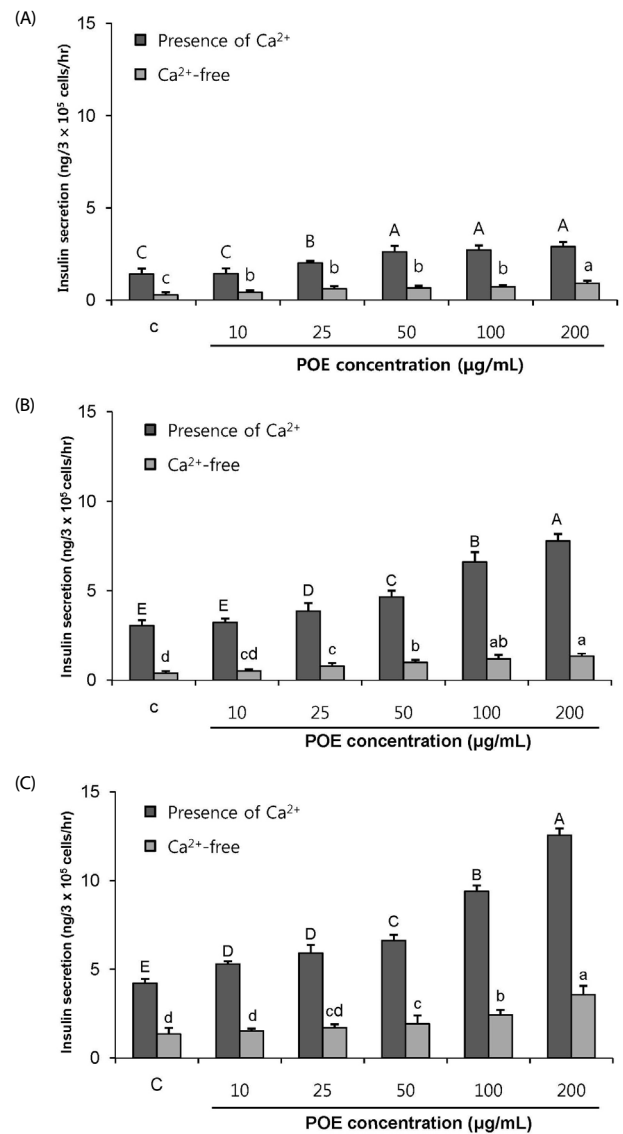 (A)
15
Presence of Ca²⁺
Ca²⁺-free
10
5
0
Insulin secretion (ng/3 × 10⁵ cells/hr)
C c C b B b A b A b A a
c 10 25 50 100 200
POE concentration (μg/mL)
(B)
15
Presence of Ca²⁺
Ca²⁺-free
10
5
0
Insulin secretion (ng/3 x 10⁵ cells/hr)
E d E cd D c C b B ab A a
c 10 25 50 100 200
POE concentration (μg/mL)
(C)
15
Presence of Ca²⁺
Ca²⁺-free
10
5
0
Insulin secretion (ng/3 x 10⁵ cells/hr)
E d D d D cd C c B b A a
C 10 25 50 100 200
POE concentration (μg/mL)